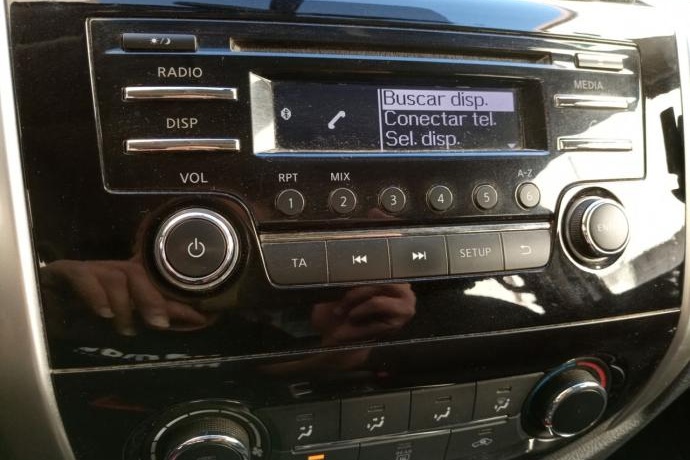 RADIO
MEDIA
DISP
Buscar disp.
Conectar tel.
Sel. disp.
VOL
RPT MIX A-Z
1 2 3 4 5 6
TA SETUP